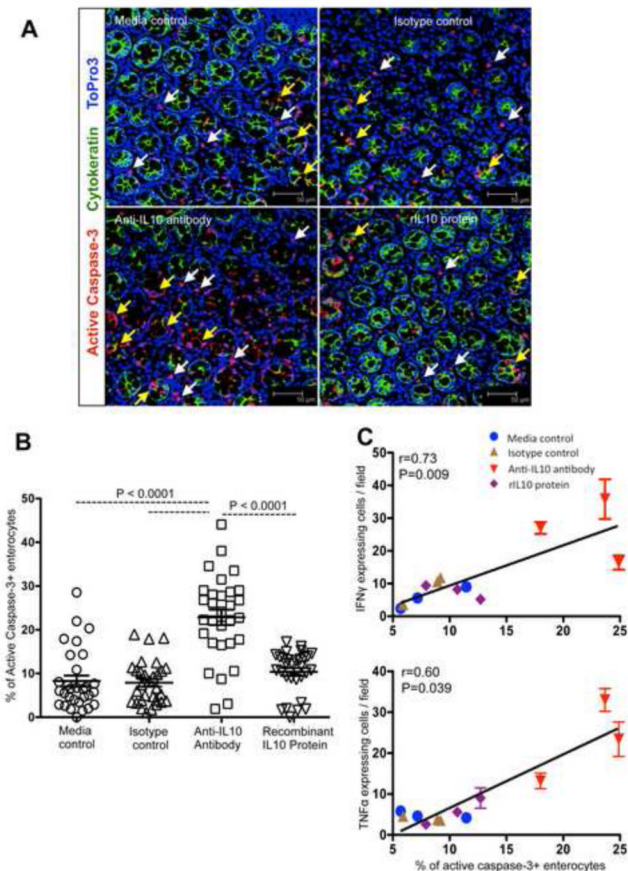 A
Media control
Isotype control
Active Caspase-3 Cytokeratin ToPro3
50 µm
50 µm
Anti-IL10 antibody
rIL10 protein
50 µm
50 µm
B
P < 0.0001
P < 0.0001
% of Active Caspase-3+ enterocytes
50
40
30
20
10
0
Media control
Isotype control
Anti-IL10 Antibody
Recombinant IL10 Protein
C
Media control
Isotype control
Anti-IL10 antibody
rIL10 protein
r=0.73
P=0.009
IFNγ expressing cells / field
50
40
30
20
10
0
5 10 15 20 25
r=0.60
P=0.039
TNFα expressing cells / field
50
40
30
20
10
0
5 10 15 20 25
% of active caspase-3+ enterocytes